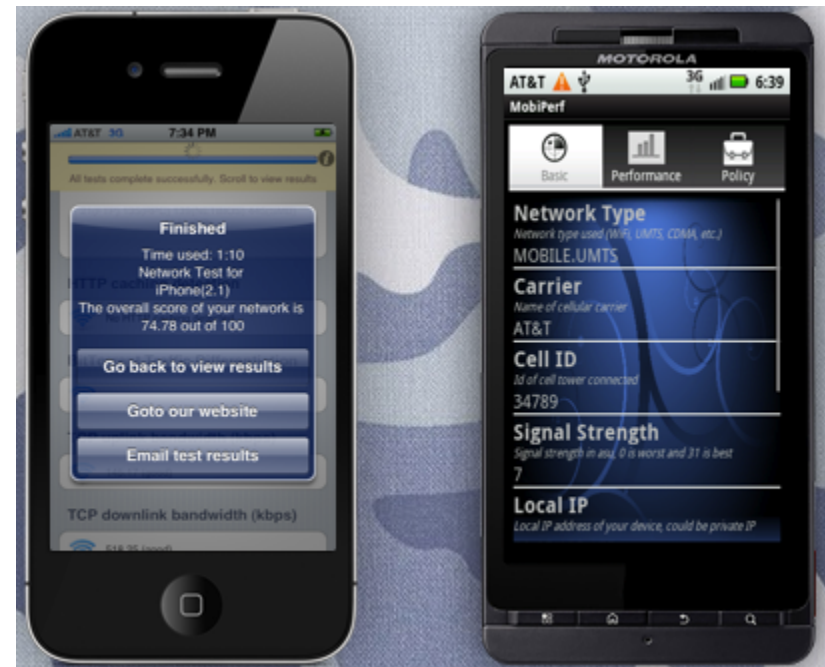 AT&T 3G 7:34 PM
All tests complete successfully. Scroll to view results
Finished
Time used: 1:10
Network Test for
iPhone(2.1)
The overall score of your network is
74.78 out of 100
Go back to view results
Goto our website
Email test results
TCP downlink bandwidth (kbps)
518.25 (good)
MOTOROLA
AT&T 3G 6:39
MobiPerf
Basic Performance Policy
Network Type
Network type used (WiFi, UMTS, CDMA, etc.)
MOBILE.UMTS
Carrier
Name of cellular carrier
AT&T
Cell ID
Id of cell tower connected
34789
Signal Strength
Signal strength in asu, 0 is worst and 31 is best
7
Local IP
Local IP address of your device, could be private IP